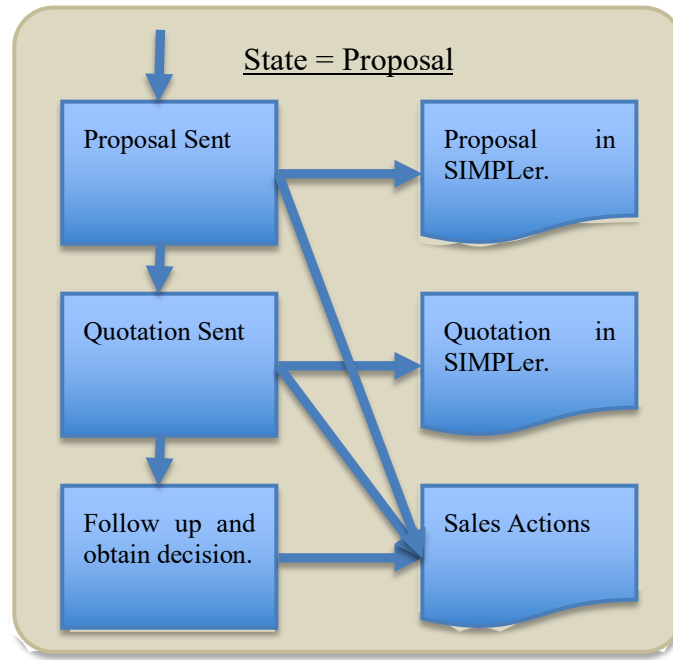 State = Proposal
Proposal Sent
Proposal in
SIMPLer.
Quotation Sent
Quotation in
SIMPLer.
Follow up and
obtain decision.
Sales Actions